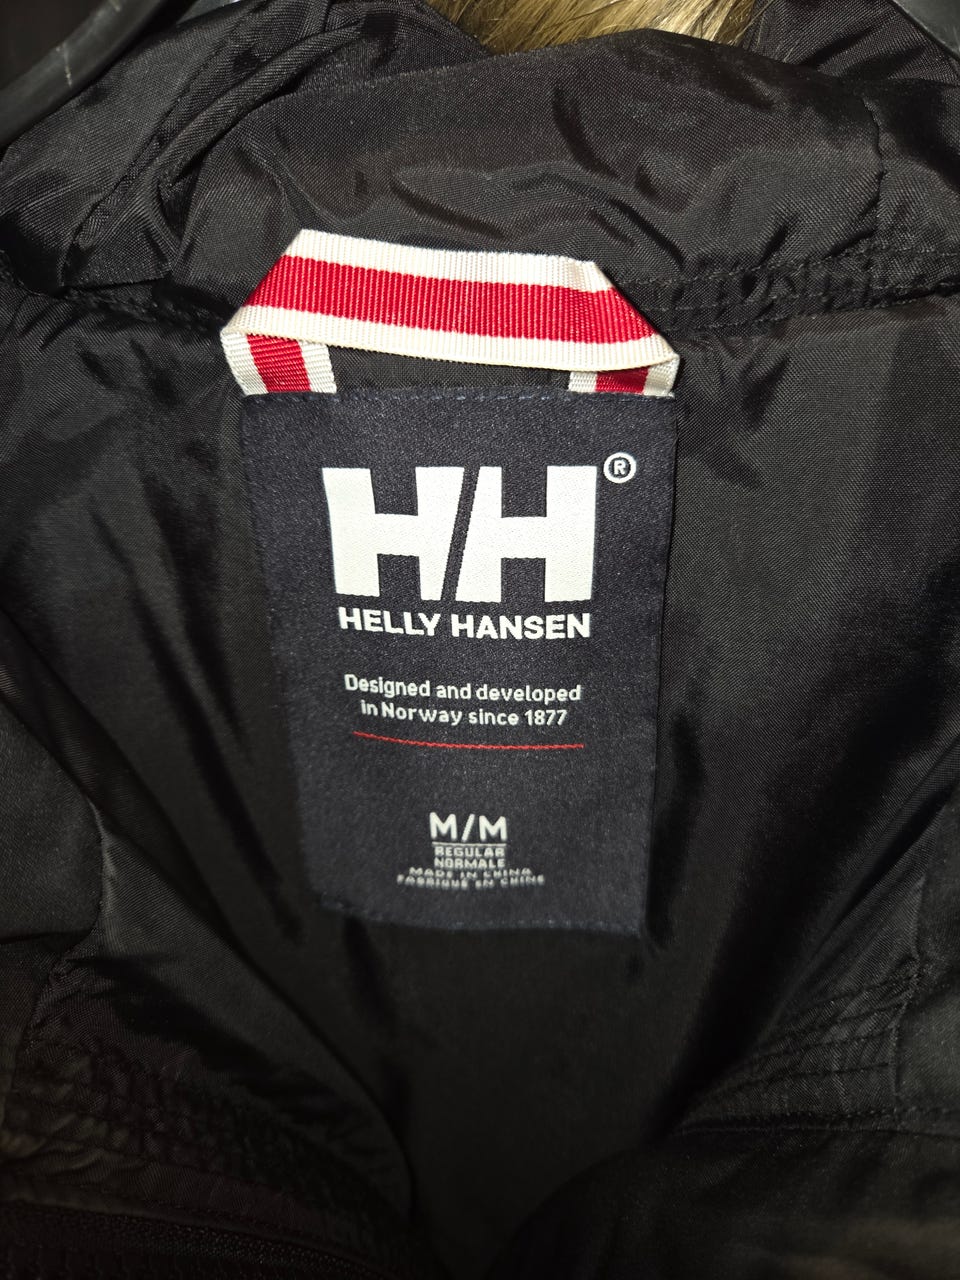 HH®
HELLY HANSEN
Designed and developed
in Norway since 1877
M/M
REGULAR
NORMALE
MADE IN CHINA
FABRIQUÉ EN CHINE